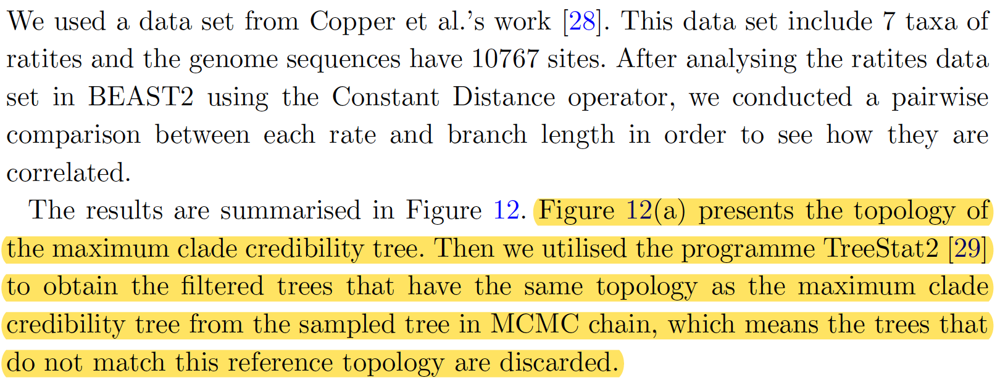 We used a data set from Copper et al.'s work [28]. This data set include 7 taxa of
ratites and the genome sequences have 10767 sites. After analysing the ratites data
set in BEAST2 using the Constant Distance operator, we conducted a pairwise
comparison between each rate and branch length in order to see how they are
correlated.
The results are summarised in Figure 12. Figure 12(a) presents the topology of
the maximum clade credibility tree. Then we utilised the programme TreeStat2 [29]
to obtain the filtered trees that have the same topology as the maximum clade
credibility tree from the sampled tree in MCMC chain, which means the trees that
do not match this reference topology are discarded.